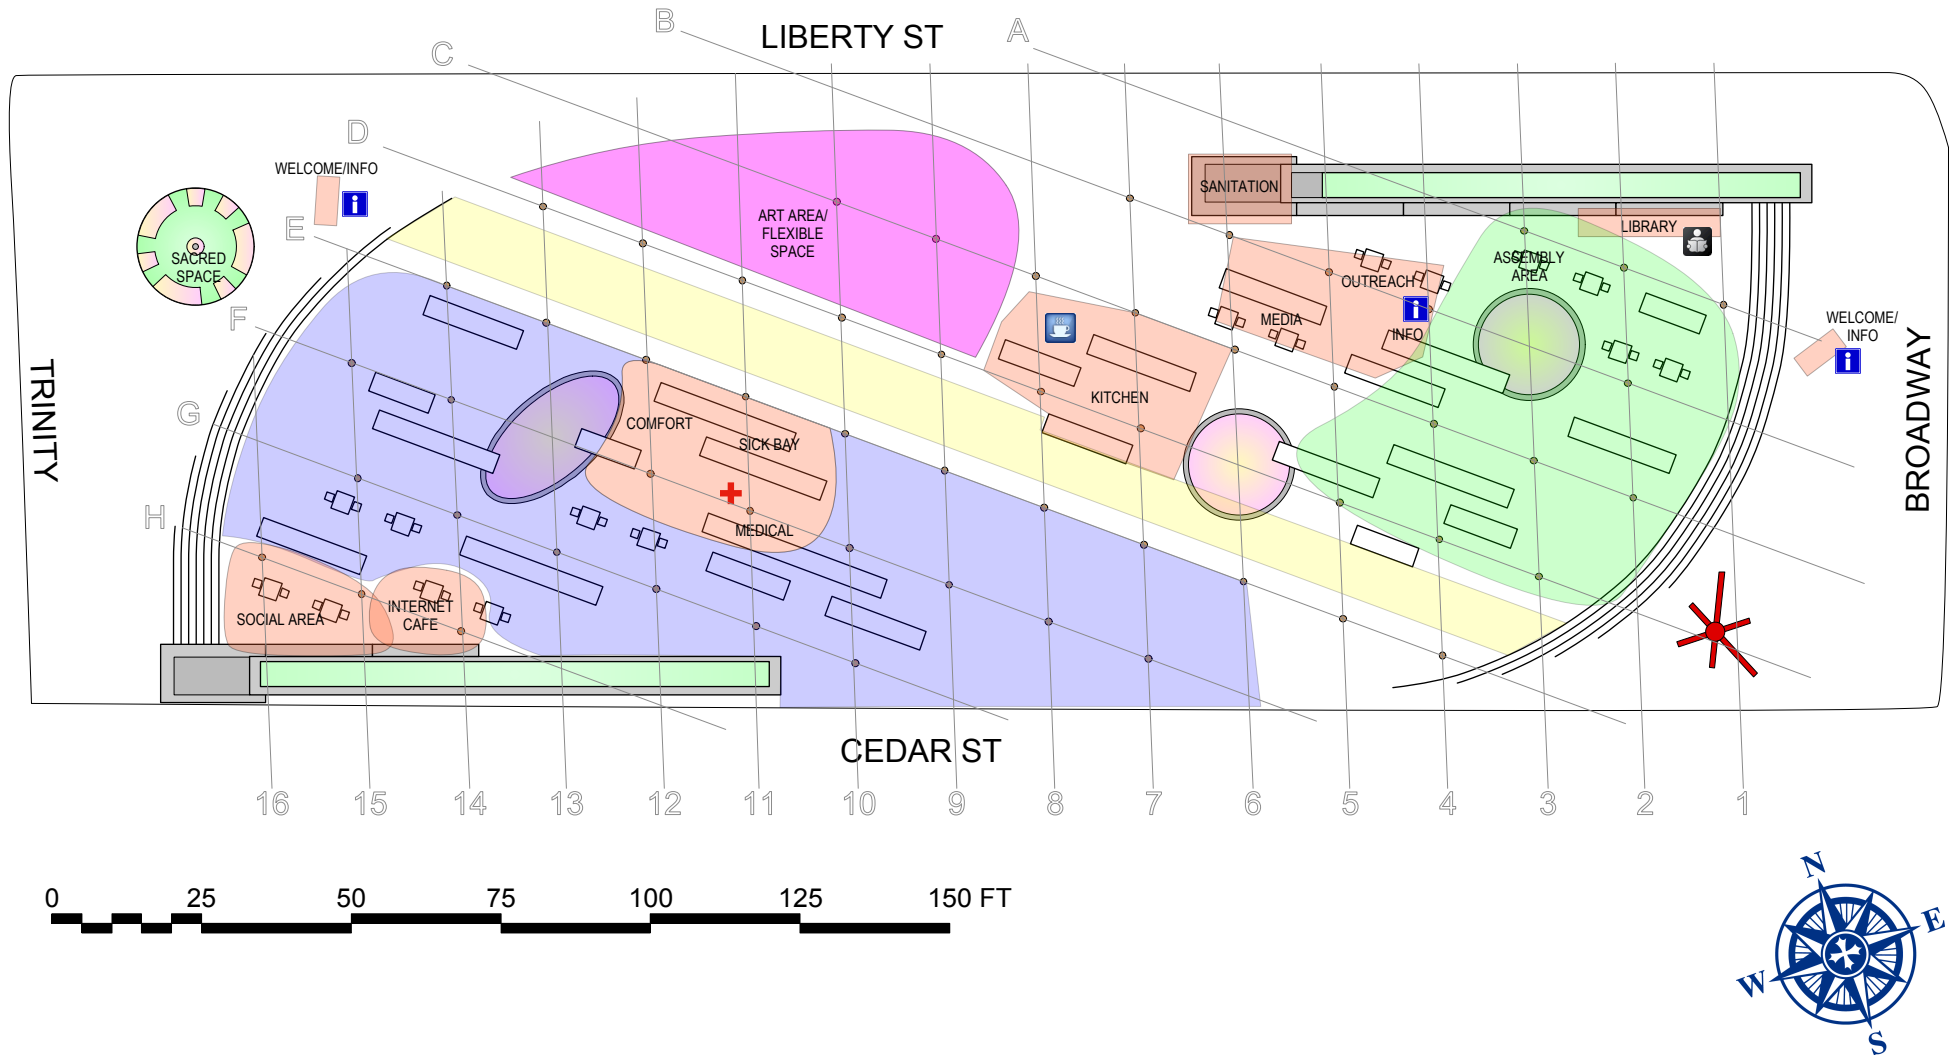 LIBERTY ST
A
B
C
D
E
F
G
H
WELCOME/INFO
SACRED
SPACE
ART AREA/
FLEXIBLE
SPACE
SANITATION
LIBRARY
OUTREACH
ASSEMBLY
AREA
MEDIA
INFO
WELCOME/
INFO
KITCHEN
COMFORT
SICK BAY
MEDICAL
SOCIAL AREA
INTERNET
CAFE
TRINITY
BROADWAY
CEDAR ST
16 15 14 13 12 11 10 9 8 7 6 5 4 3 2 1
0 25 50 75 100 125 150 FT
N
E
W
S